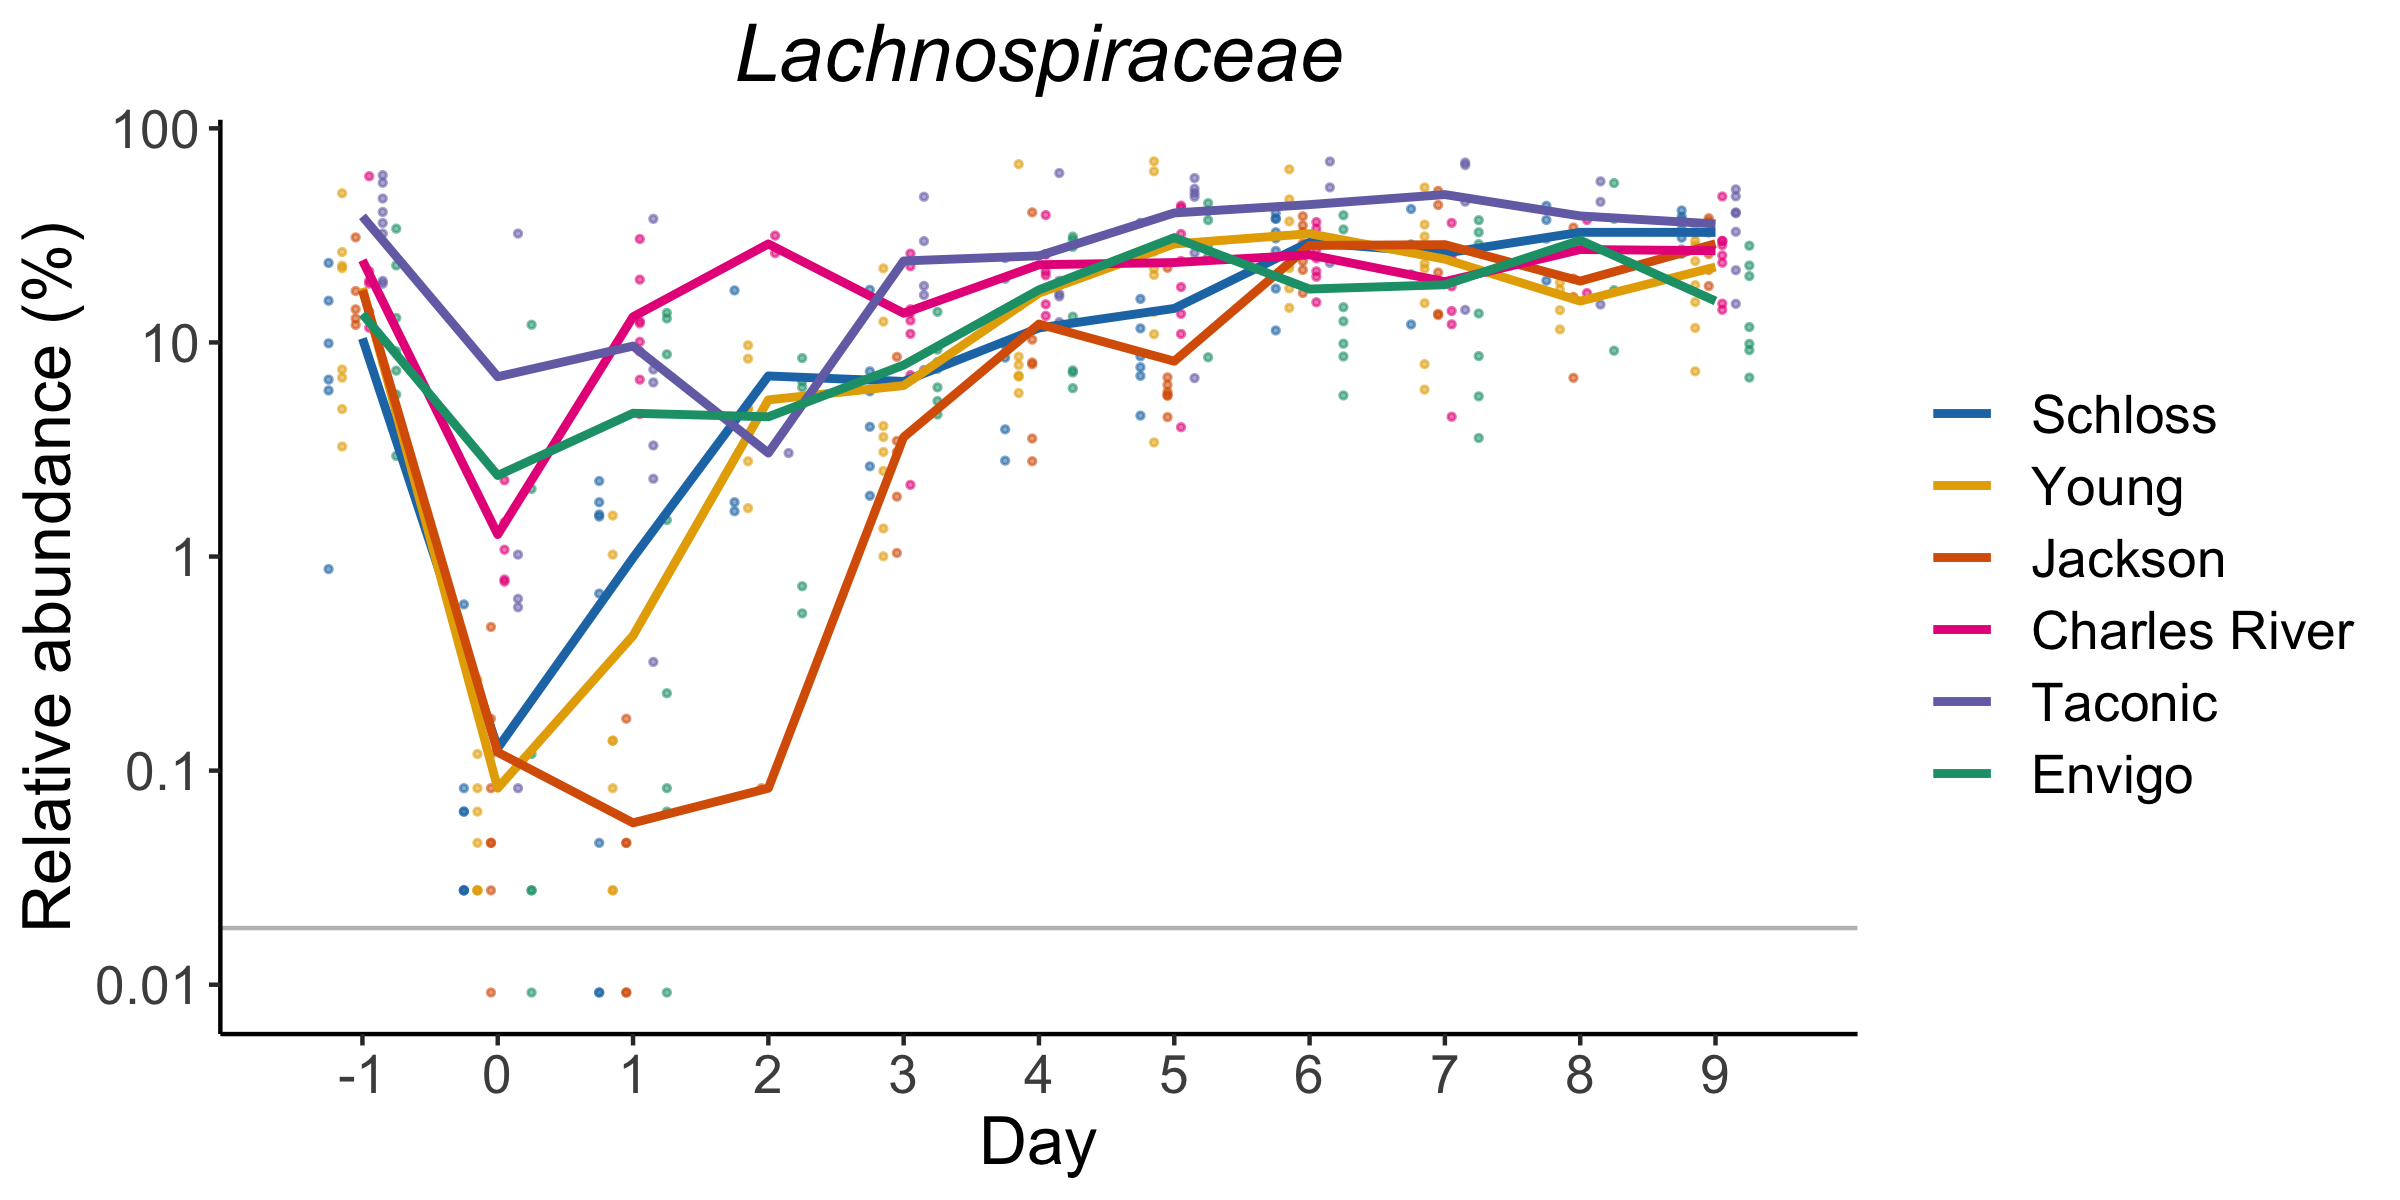 Lachnospiraceae
Relative abundance (%)
100
10
1
0.1
0.01
-1 0 1 2 3 4 5 6 7 8 9
Day
Schloss
Young
Jackson
Charles River
Taconic
Envigo